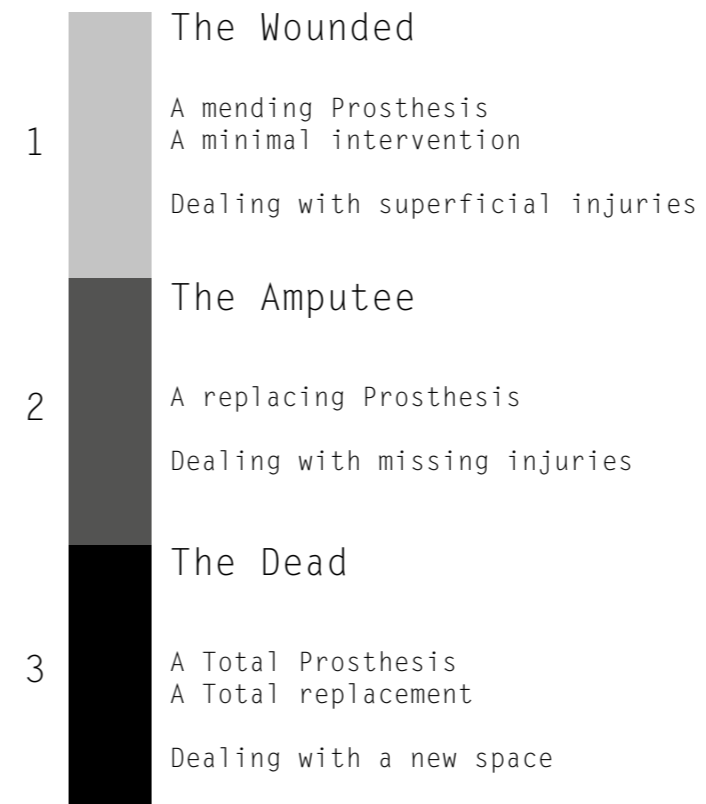 The Wounded
1
A mending Prosthesis
A minimal intervention
Dealing with superficial injuries
The Amputee
2
A replacing Prosthesis
Dealing with missing injuries
The Dead
3
A Total Prosthesis
A Total replacement
Dealing with a new space